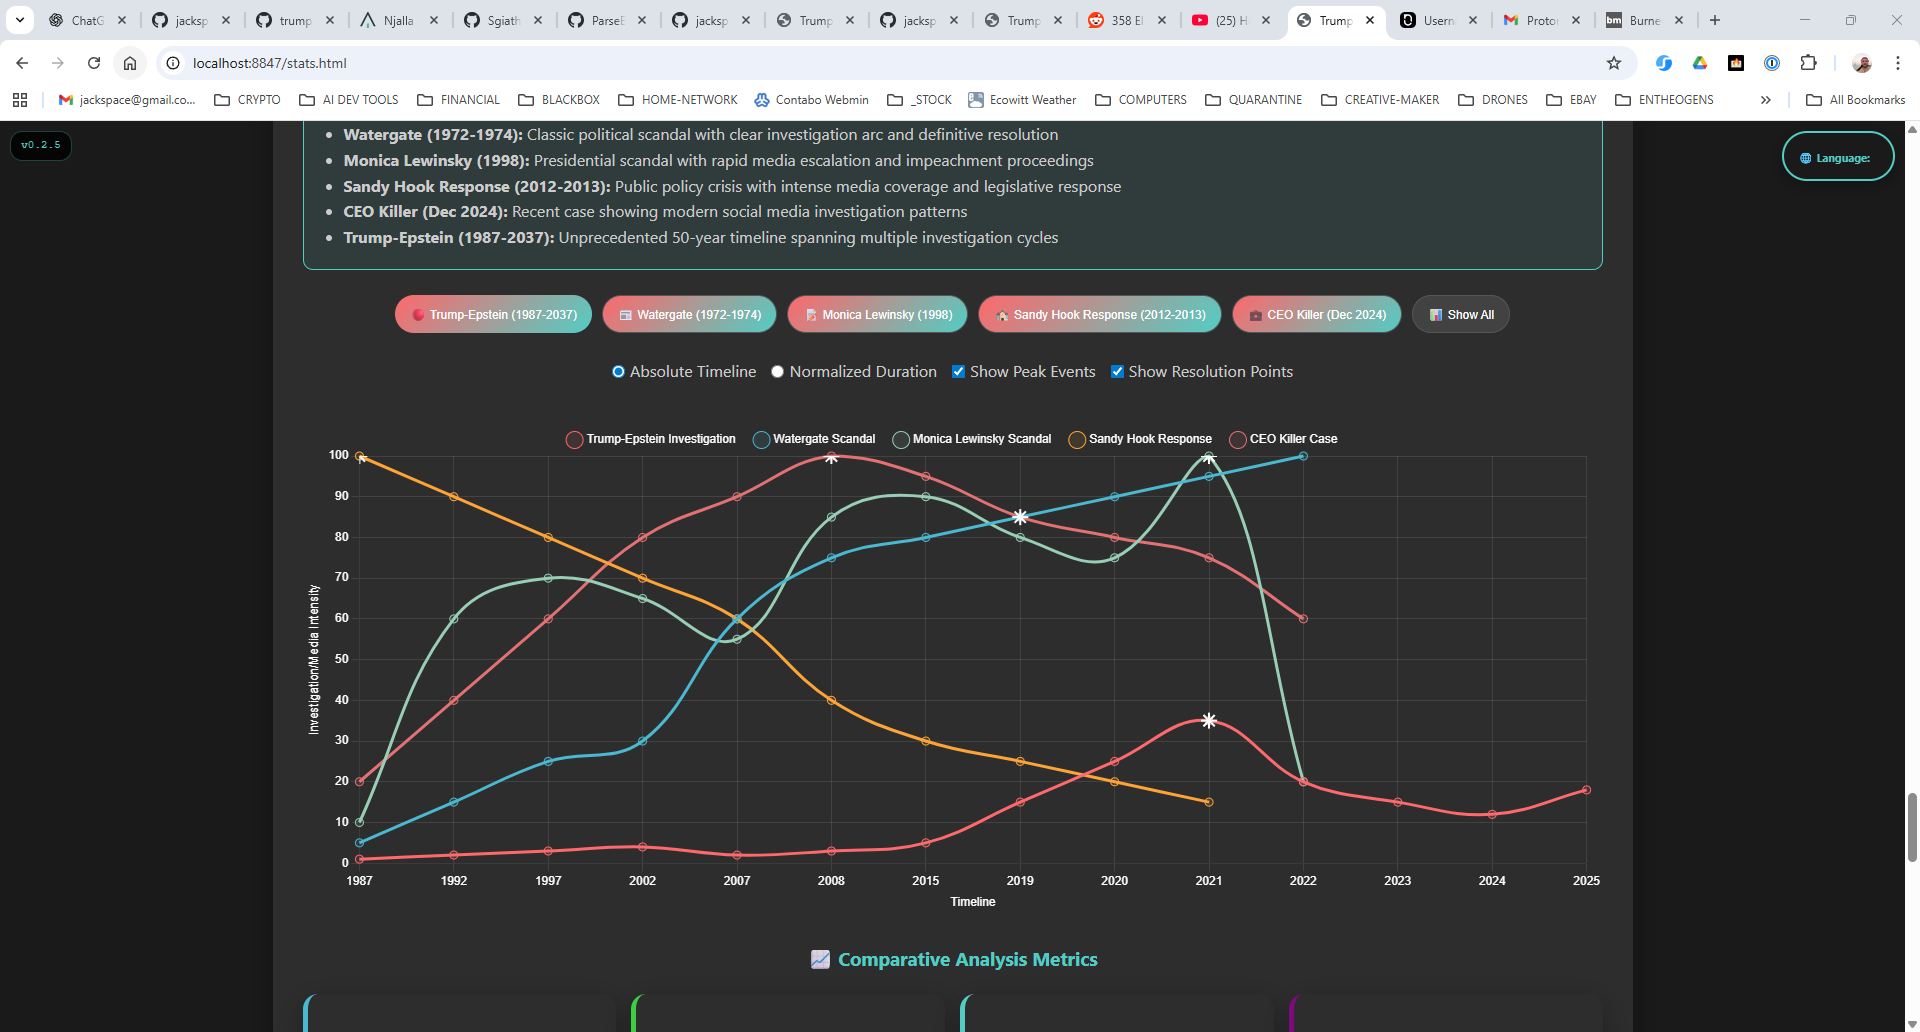 ChatG
jacksp
trump
Njalla
Sgiath
ParseE
jacksp
Trump
jacksp
Trump
358 E
(25) H
Trump
Usern
Proton
Burne
localhost:8847/stats.html
jackspace@gmail.co...
CRYPTO
AI DEV TOOLS
FINANCIAL
BLACKBOX
HOME-NETWORK
Contabo Webmin
_STOCK
Ecowitt Weather
COMPUTERS
QUARANTINE
CREATIVE-MAKER
DRONES
EBAY
ENTHEOGENS
All Bookmarks
v0.2.5
Language:
• Watergate (1972-1974): Classic political scandal with clear investigation arc and definitive resolution
• Monica Lewinsky (1998): Presidential scandal with rapid media escalation and impeachment proceedings
• Sandy Hook Response (2012-2013): Public policy crisis with intense media coverage and legislative response
• CEO Killer (Dec 2024): Recent case showing modern social media investigation patterns
• Trump-Epstein (1987-2037): Unprecedented 50-year timeline spanning multiple investigation cycles
Trump-Epstein (1987-2037)
Watergate (1972-1974)
Monica Lewinsky (1998)
Sandy Hook Response (2012-2013)
CEO Killer (Dec 2024)
Show All
Absolute Timeline
Normalized Duration
Show Peak Events
Show Resolution Points
Trump-Epstein Investigation
Watergate Scandal
Monica Lewinsky Scandal
Sandy Hook Response
CEO Killer Case
Investigation/Media Intensity
100
90
80
70
60
50
40
30
20
10
0
1987
1992
1997
2002
2007
2008
2015
2019
2020
2021
2022
2023
2024
2025
Timeline
Comparative Analysis Metrics